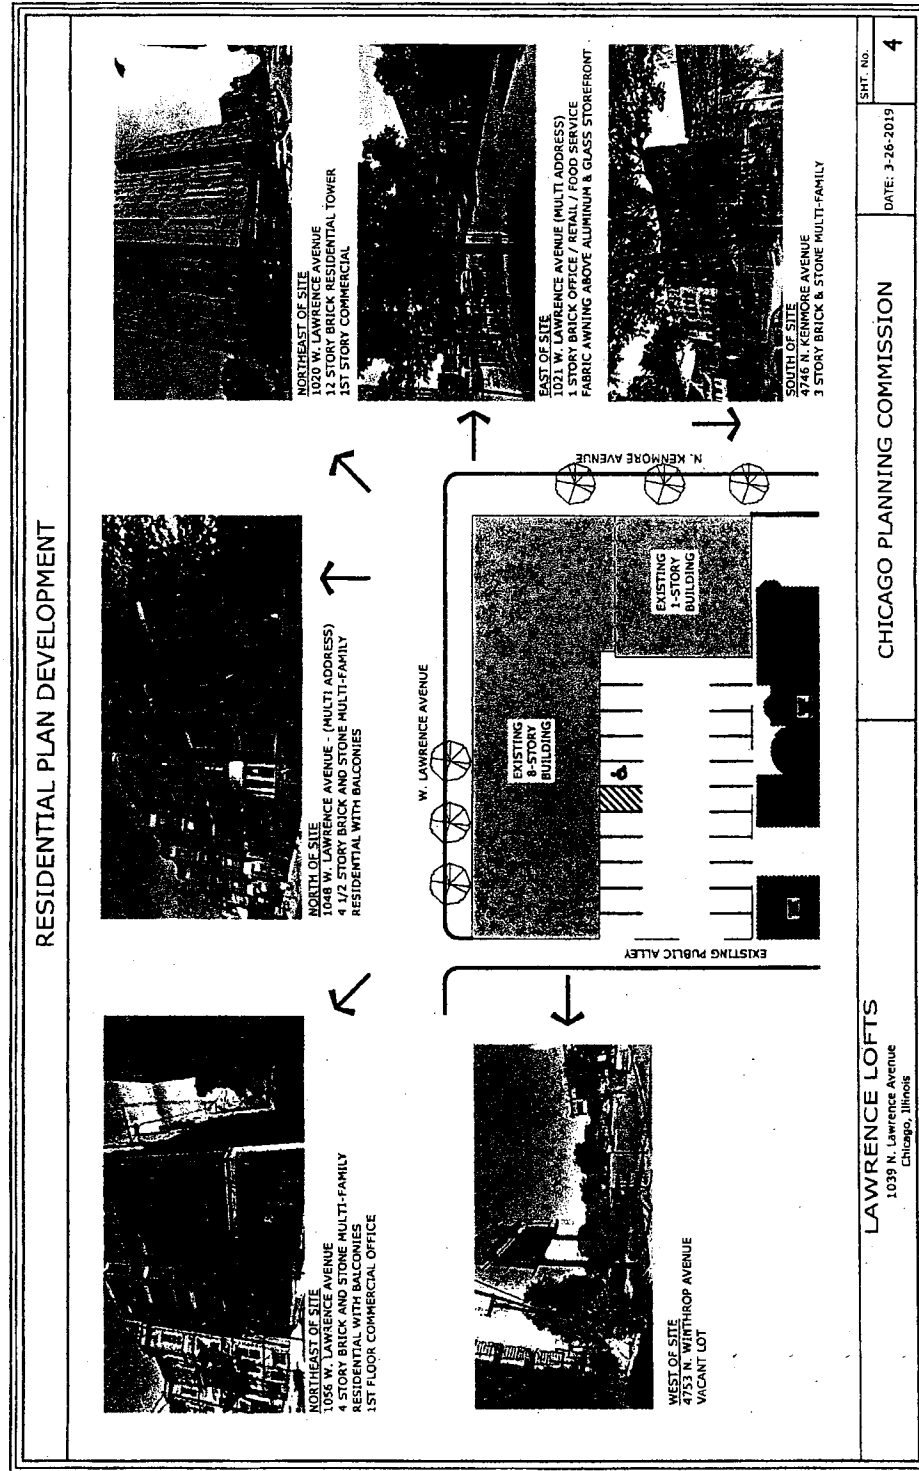 RESIDENTIAL PLAN DEVELOPMENT
NORTHEAST OF SITE
1056 W. LAWRENCE AVENUE
4 STORY BRICK AND STONE MULTI-FAMILY
RESIDENTIAL WITH BALCONIES
1ST FLOOR COMMERCIAL OFFICE
NORTH OF SITE
1048 W. LAWRENCE AVENUE - (MULTI ADDRESS)
4 1/2 STORY BRICK AND STONE MULTI-FAMILY
RESIDENTIAL WITH BALCONIES
NORTHEAST OF SITE
1020 W. LAWRENCE AVENUE
12 STORY BRICK RESIDENTIAL TOWER
1ST STORY COMMERCIAL
WEST OF SITE
4753 N. WINTHROP AVENUE
VACANT LOT
W. LAWRENCE AVENUE
EXISTING
8-STORY
BUILDING
EXISTING
1-STORY
BUILDING
EXISTING PUBLIC ALLEY
N. KENMORE AVENUE
EAST OF SITE
1021 W. LAWRENCE AVENUE (MULTI ADDRESS)
1 STORY BRICK OFFICE / RETAIL / FOOD SERVICE
FABRIC AWNING ABOVE ALUMINUM & GLASS STOREFRONT
SOUTH OF SITE
4746 N. KENMORE AVENUE
3 STORY BRICK & STONE MULTI-FAMILY
LAWRENCE LOFTS
1039 N. Lawrence Avenue
Chicago, Illinois
CHICAGO PLANNING COMMISSION
DATE: 3-26-2019
SHT. No.
4